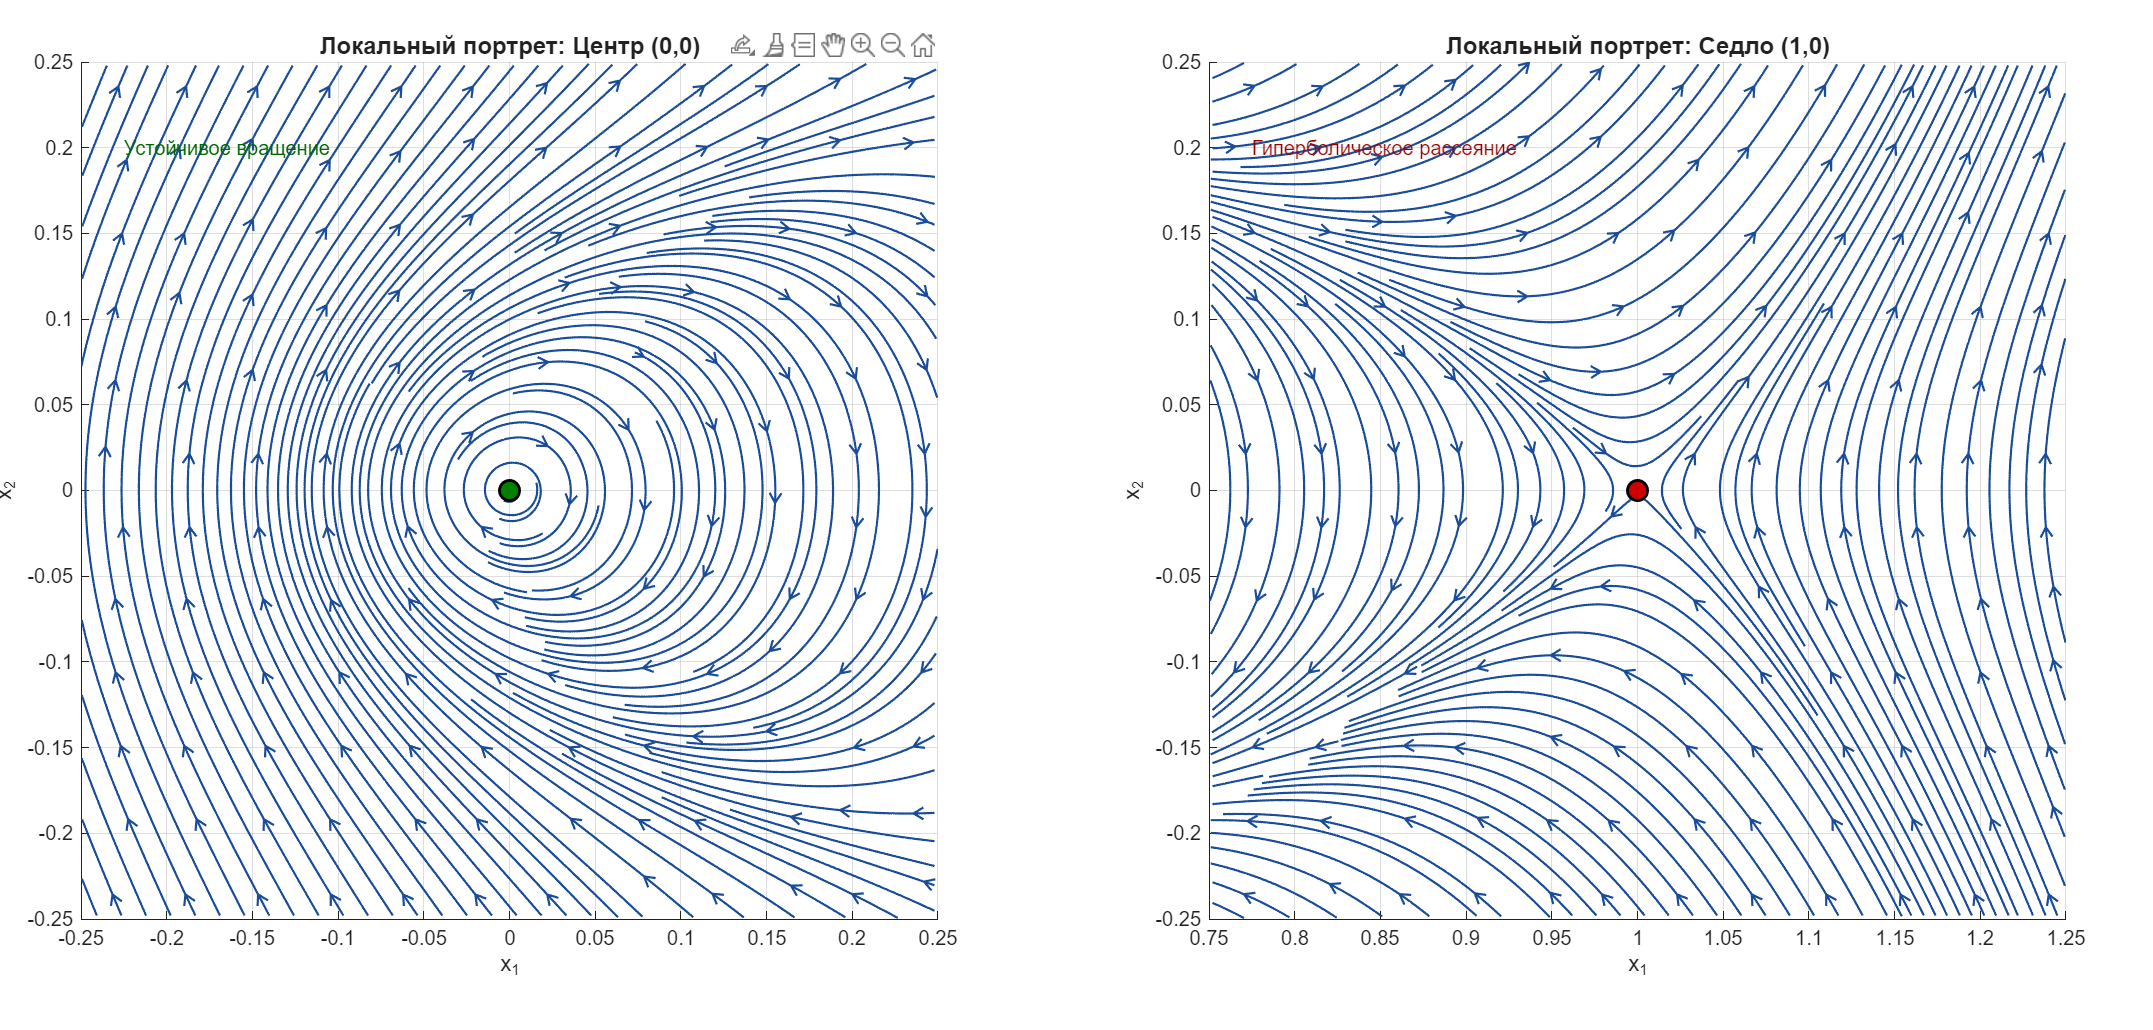 Локальный портрет: Центр (0,0)
0.25
0.2
0.15
0.1
0.05
0
-0.05
-0.1
-0.15
-0.2
-0.25
x2
Устойчивое вращение
-0.25 -0.2 -0.15 -0.1 -0.05 0 0.05 0.1 0.15 0.2 0.25
x1
Локальный портрет: Седло (1,0)
0.25
0.2
0.15
0.1
0.05
0
-0.05
-0.1
-0.15
-0.2
-0.25
x2
Гиперболическое рассеяние
0.75 0.8 0.85 0.9 0.95 1 1.05 1.1 1.15 1.2 1.25
x1